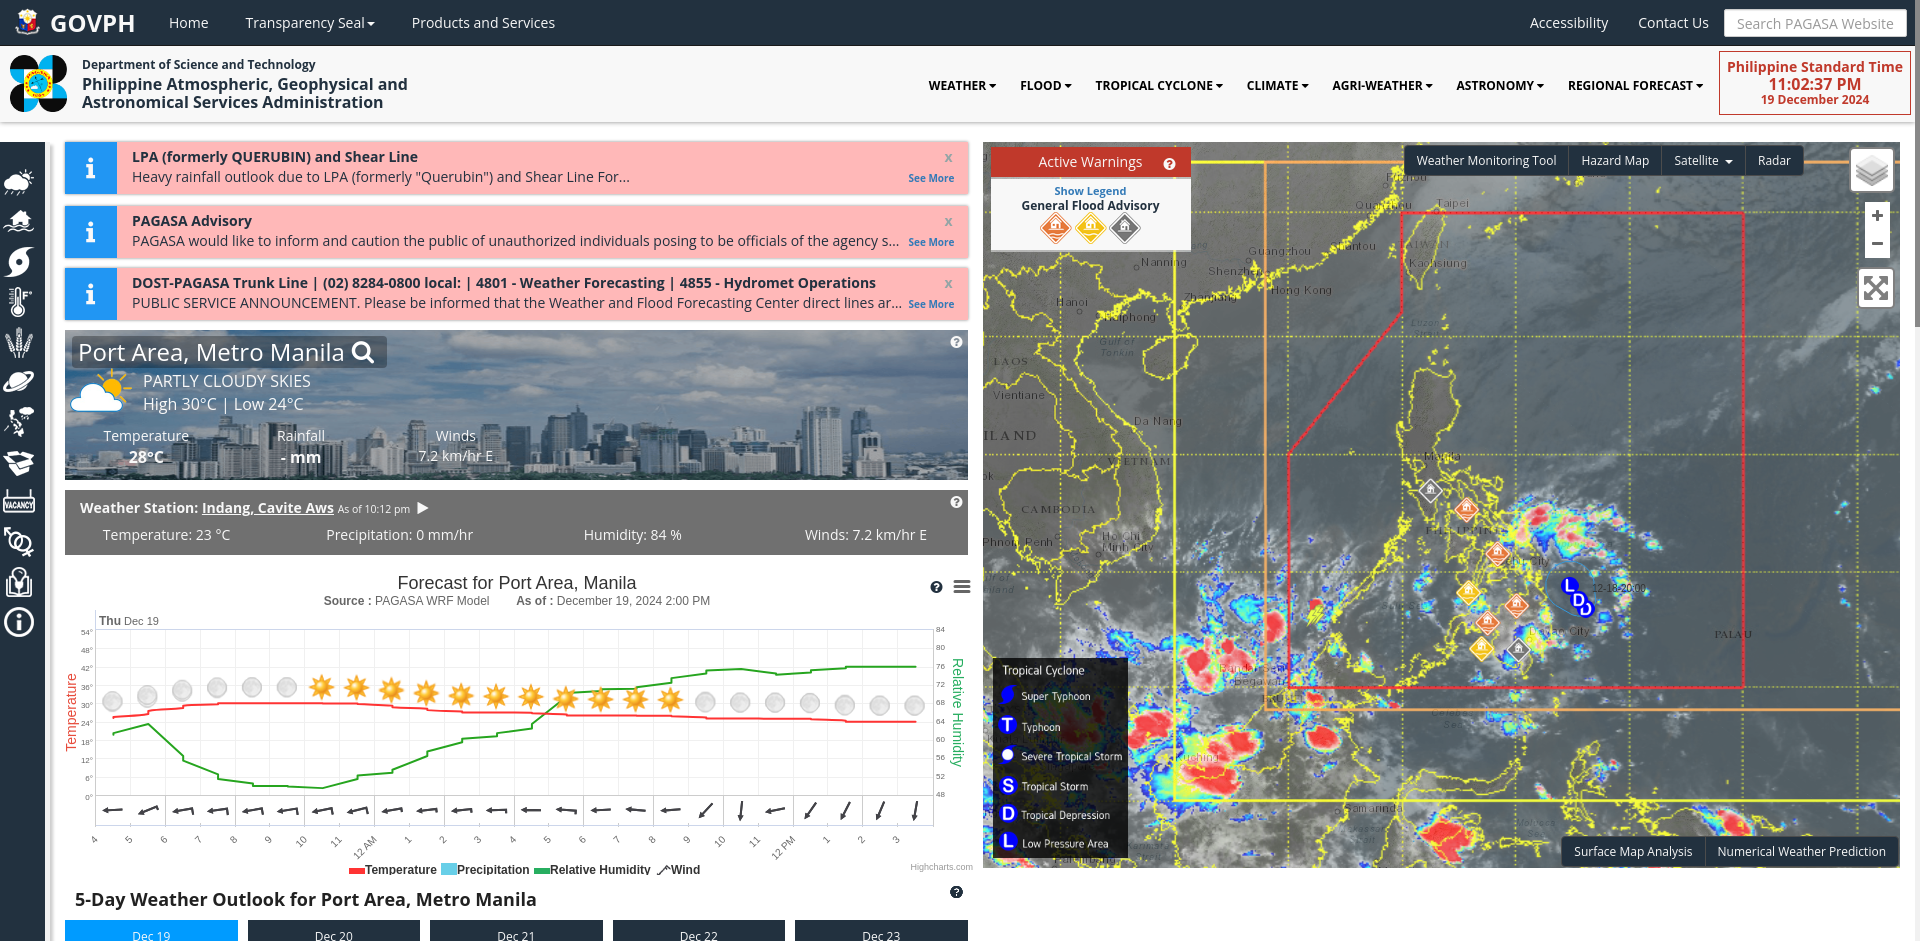 GOVPH
Home
Transparency Seal
Products and Services
Accessibility
Contact Us
Search PAGASA Website
Department of Science and Technology
Philippine Atmospheric, Geophysical and
Astronomical Services Administration
WEATHER
FLOOD
TROPICAL CYCLONE
CLIMATE
AGRI-WEATHER
ASTRONOMY
REGIONAL FORECAST
Philippine Standard Time
11:02:37 PM
19 December 2024
VACANCY
LPA (formerly QUERUBIN) and Shear Line
x
Heavy rainfall outlook due to LPA (formerly "Querubin") and Shear Line For...
See More
PAGASA Advisory
x
PAGASA would like to inform and caution the public of unauthorized individuals posing to be officials of the agency s...
See More
DOST-PAGASA Trunk Line | (02) 8284-0800 local: | 4801 - Weather Forecasting | 4855 - Hydromet Operations
x
PUBLIC SERVICE ANNOUNCEMENT. Please be informed that the Weather and Flood Forecasting Center direct lines ar...
See More
Port Area, Metro Manila
PARTLY CLOUDY SKIES
High 30°C | Low 24°C
Temperature
Rainfall
Winds
28°C
- mm
7.2 km/hr E
Weather Station: Indang, Cavite Aws As of 10:12 pm
Temperature: 23 °C
Precipitation: 0 mm/hr
Humidity: 84 %
Winds: 7.2 km/hr E
Forecast for Port Area, Manila
Source : PAGASA WRF Model As of : December 19, 2024 2:00 PM
Thu Dec 19
Temperature
54°
48°
42°
36°
30°
24°
18°
12°
6°
0°
84
80
76
72
68
64
60
56
52
48
Relative Humidity
4
5
6
7
8
9
10
11
12 AM
1
2
3
4
5
6
7
8
9
10
11
12 PM
1
2
3
Temperature
Precipitation
Relative Humidity
Wind
Highcharts.com
5-Day Weather Outlook for Port Area, Metro Manila
Dec 19
Dec 20
Dec 21
Dec 22
Dec 23
Active Warnings
Show Legend
General Flood Advisory
Weather Monitoring Tool
Hazard Map
Satellite
Radar
+
−
Taipei
TAIWAN
Kaohsiung
Guangzhou
Shantou
Shenzhen
Hong Kong
Nanning
Zhanjiang
Hanoi
Haiphong
Gulf of
Tonkin
LAOS
Vientiane
Da Nang
VIETNAM
CAMBODIA
Phnom Penh
Ho Chi
Minh City
Manila
12-18-20:00
Davao City
PALAU
Samarinda
Kuching
L
D
D
Tropical Cyclone
Super Typhoon
T Typhoon
Severe Tropical Storm
S Tropical Storm
D Tropical Depression
L Low Pressure Area
Surface Map Analysis
Numerical Weather Prediction